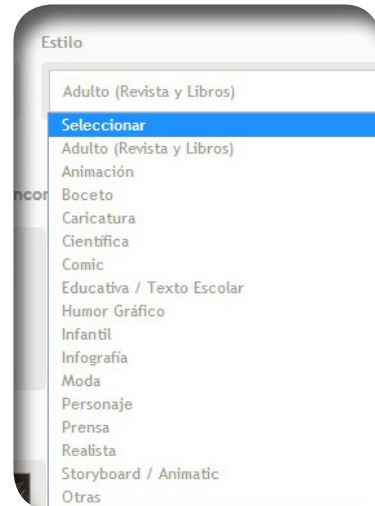 Estilo
Adulto (Revista y Libros)
Seleccionar
Adulto (Revista y Libros)
Animación
ncor
Boceto
Caricatura
Científica
Comic
Educativa / Texto Escolar
Humor Gráfico
Infantil
Infografía
Moda
Personaje
Prensa
Realista
Storyboard / Animatic
Otras